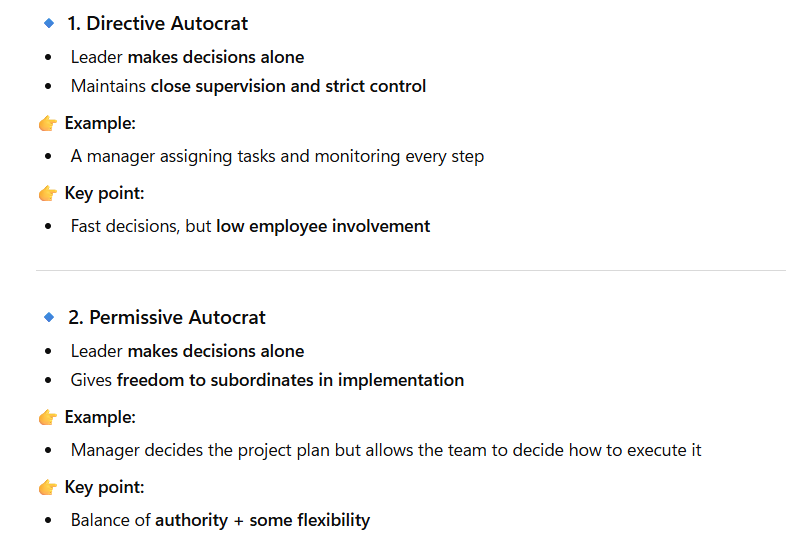 🔹 1. Directive Autocrat
• Leader makes decisions alone
• Maintains close supervision and strict control
👉 Example:
• A manager assigning tasks and monitoring every step
👉 Key point:
• Fast decisions, but low employee involvement
🔹 2. Permissive Autocrat
• Leader makes decisions alone
• Gives freedom to subordinates in implementation
👉 Example:
• Manager decides the project plan but allows the team to decide how to execute it
👉 Key point:
• Balance of authority + some flexibility